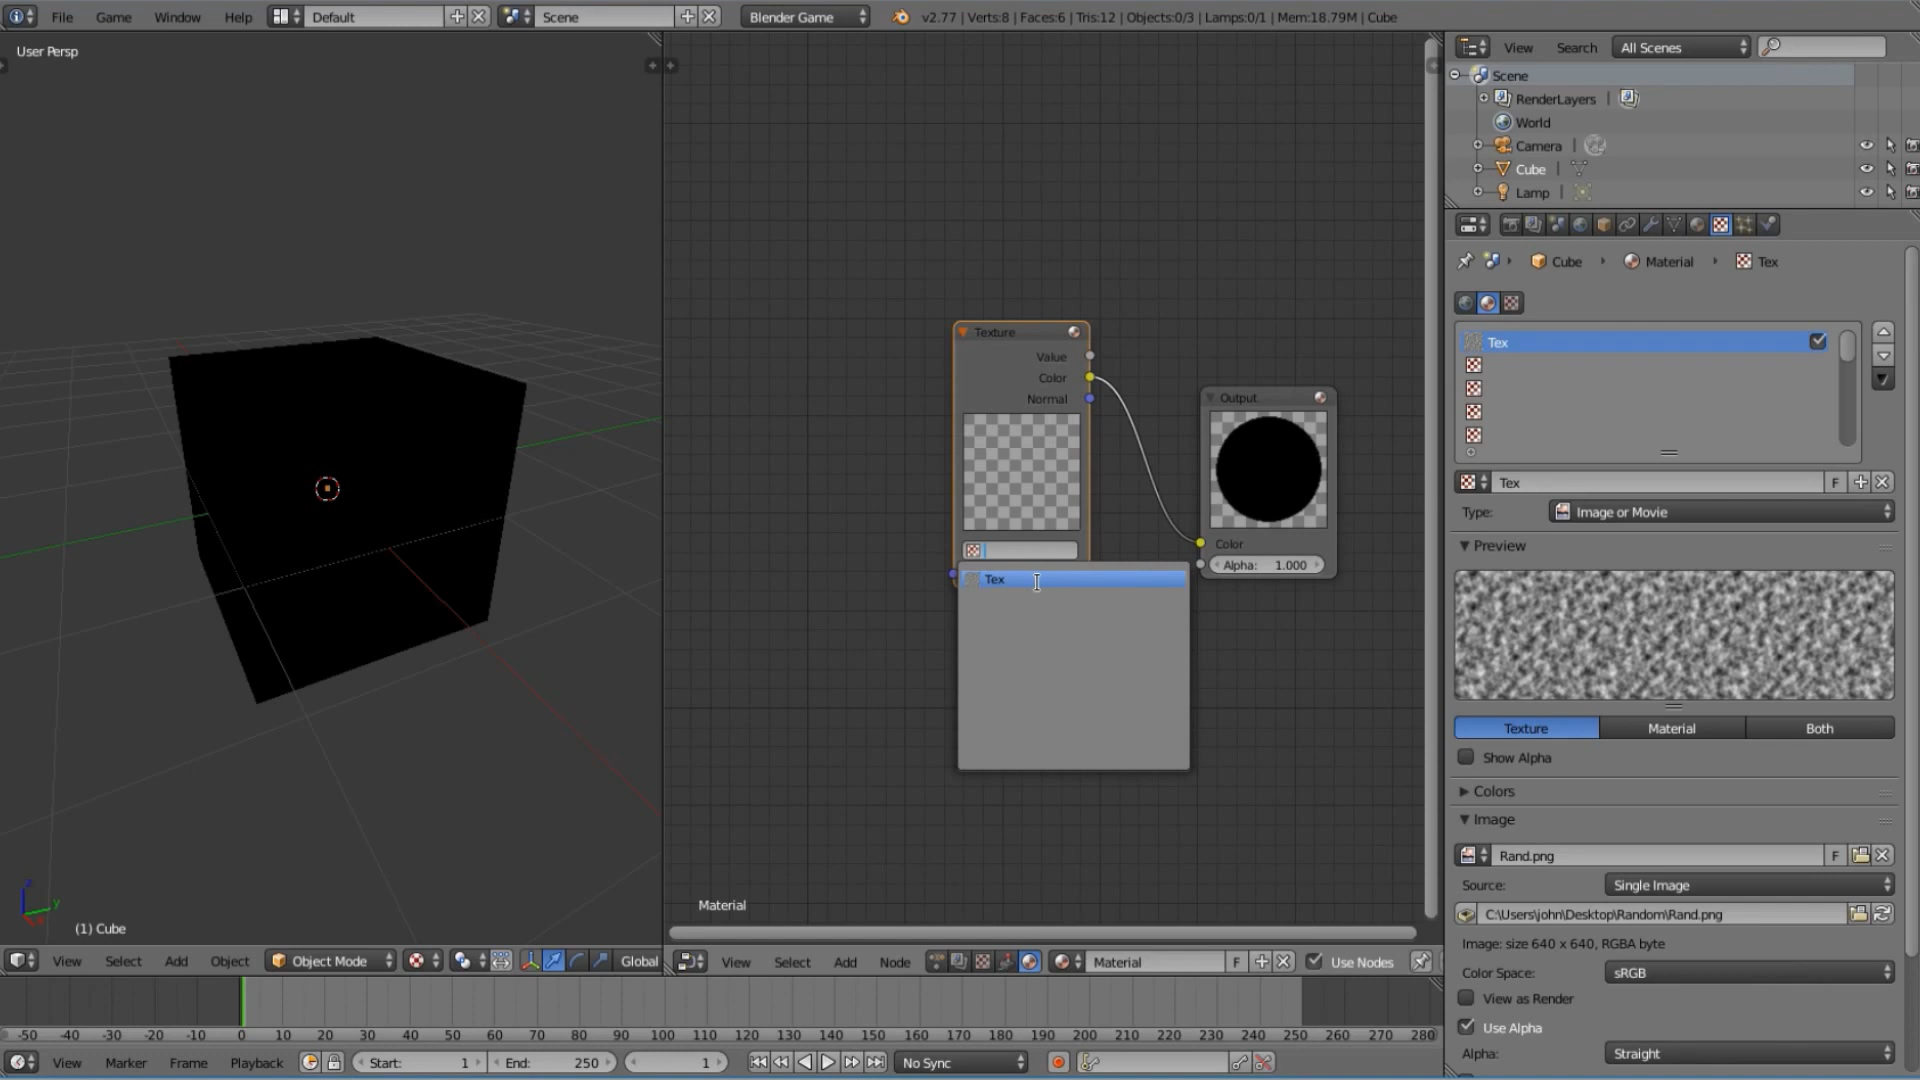 File Game Window Help Default Scene Blender Game v2.77 | Verts:8 | Faces:6 | Tris:12 | Objects:0/3 | Lamps:0/1 | Mem:18.79M | Cube
User Persp
(1) Cube
View Select Add Object Object Mode Global
Texture
Value
Color
Normal
Tex
Output
Color
Alpha: 1.000
Material
View Select Add Node Material F Use Nodes
View Search All Scenes
Scene
RenderLayers |
World
Camera |
Cube |
Lamp |
Cube Material Tex
Tex
Tex F
Type: Image or Movie
Preview
Texture Material Both
Show Alpha
Colors
Image
Rand.png F
Source: Single Image
C:\Users\john\Desktop\Random\Rand.png
Image: size 640 x 640, RGBA byte
Color Space: sRGB
View as Render
Use Alpha
Alpha: Straight
-50 -40 -30 -20 -10 0 10 20 30 40 50 60 70 80 90 100 110 120 130 140 150 160 170 180 190 200 210 220 230 240 250 260 270 280
View Marker Frame Playback Start: 1 End: 250 1 No Sync